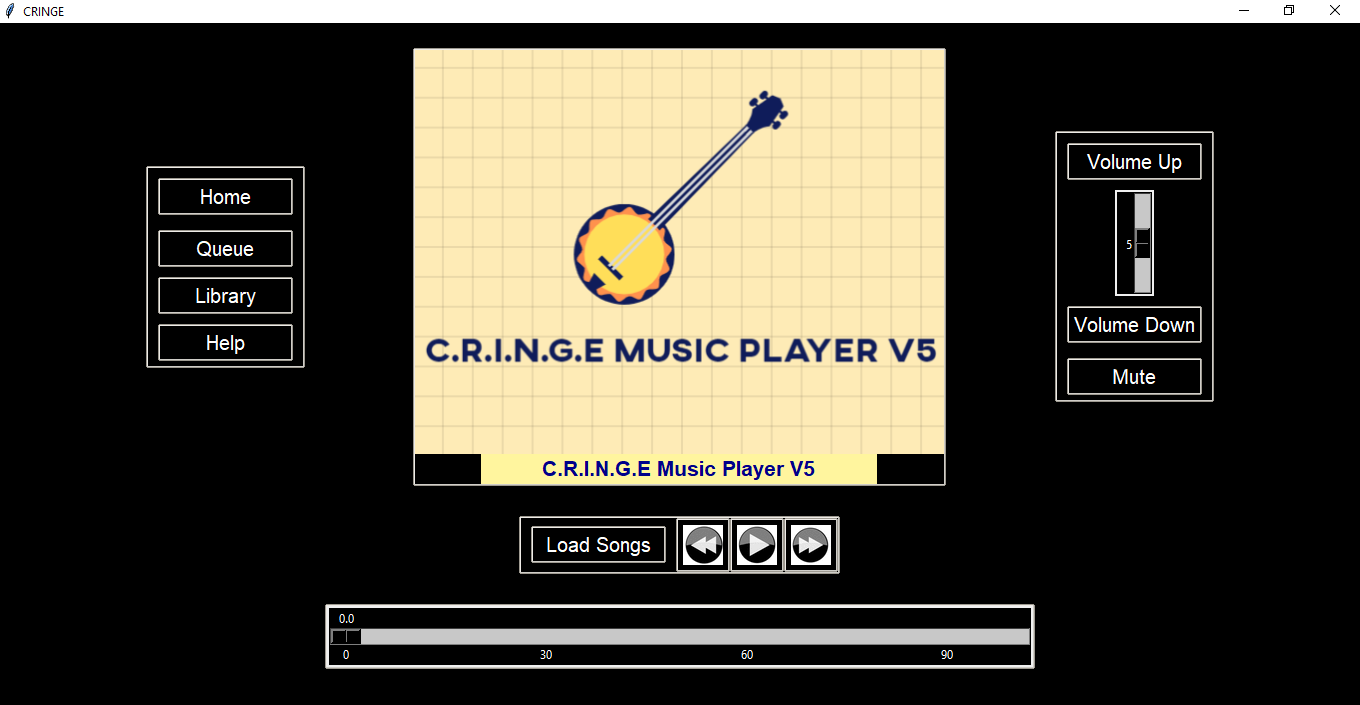 CRINGE
Home
Queue
Library
Help
C.R.I.N.G.E MUSIC PLAYER V5
C.R.I.N.G.E Music Player V5
Volume Up
5
Volume Down
Mute
Load Songs
0.0
0 30 60 90